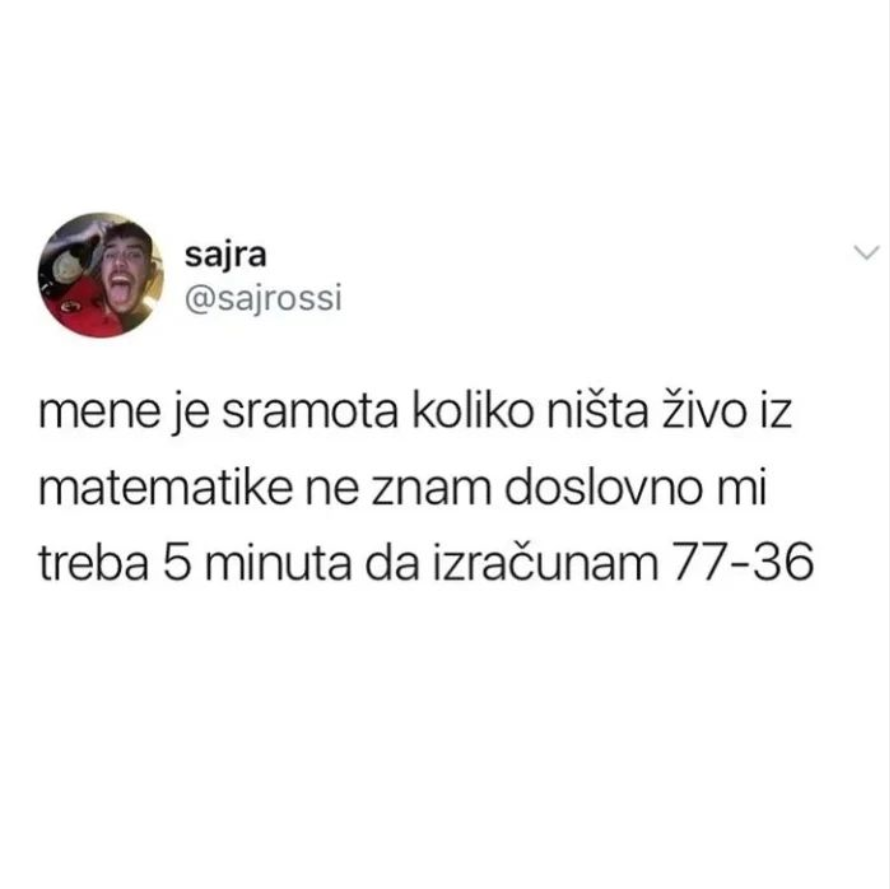 sajra
@sajrossi
mene je sramota koliko ništa živo iz
matematike ne znam doslovno mi
treba 5 minuta da izračunam 77-36